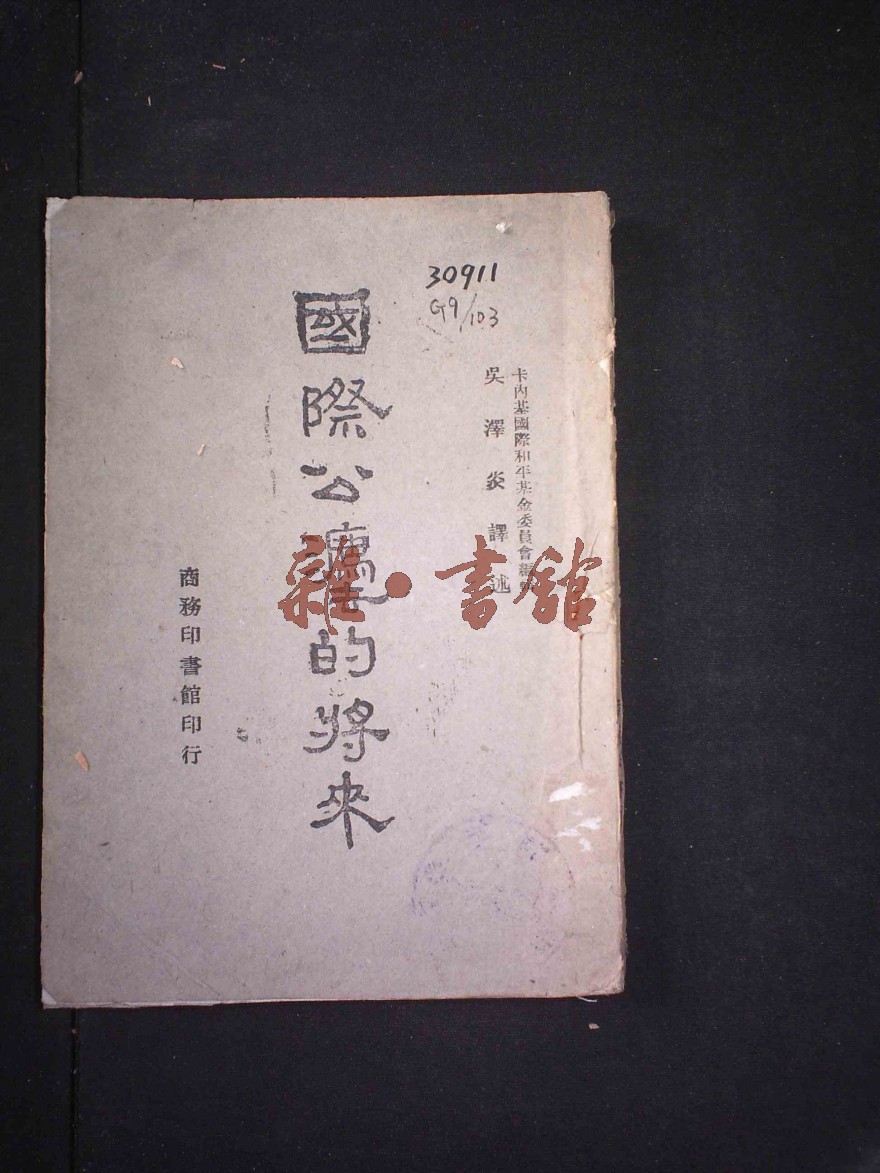 30911
G9/103
卡內基國際和平基金委員會編
吳澤炎譯述
國際公灋的將來
商務印書館印行
雜·書館